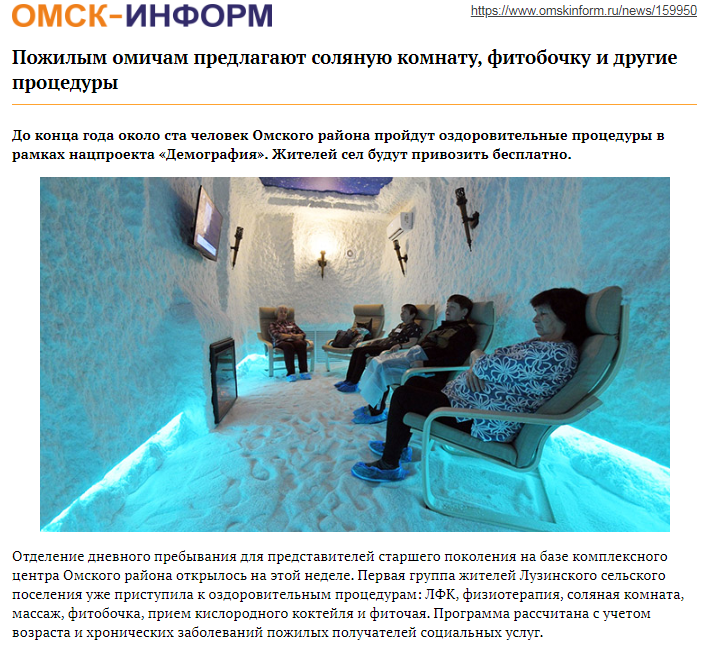 ОМСК-ИНФОРМ
https://www.omskinform.ru/news/159950
Пожилым омичам предлагают соляную комнату, фитобочку и другие
процедуры
До конца года около ста человек Омского района пройдут оздоровительные процедуры в
рамках нацпроекта «Демография». Жителей сел будут привозить бесплатно.
Отделение дневного пребывания для представителей старшего поколения на базе комплексного
центра Омского района открылось на этой неделе. Первая группа жителей Лузинского сельского
поселения уже приступила к оздоровительным процедурам: ЛФК, физиотерапия, соляная комната,
массаж, фитобочка, прием кислородного коктейля и фиточая. Программа рассчитана с учетом
возраста и хронических заболеваний пожилых получателей социальных услуг.